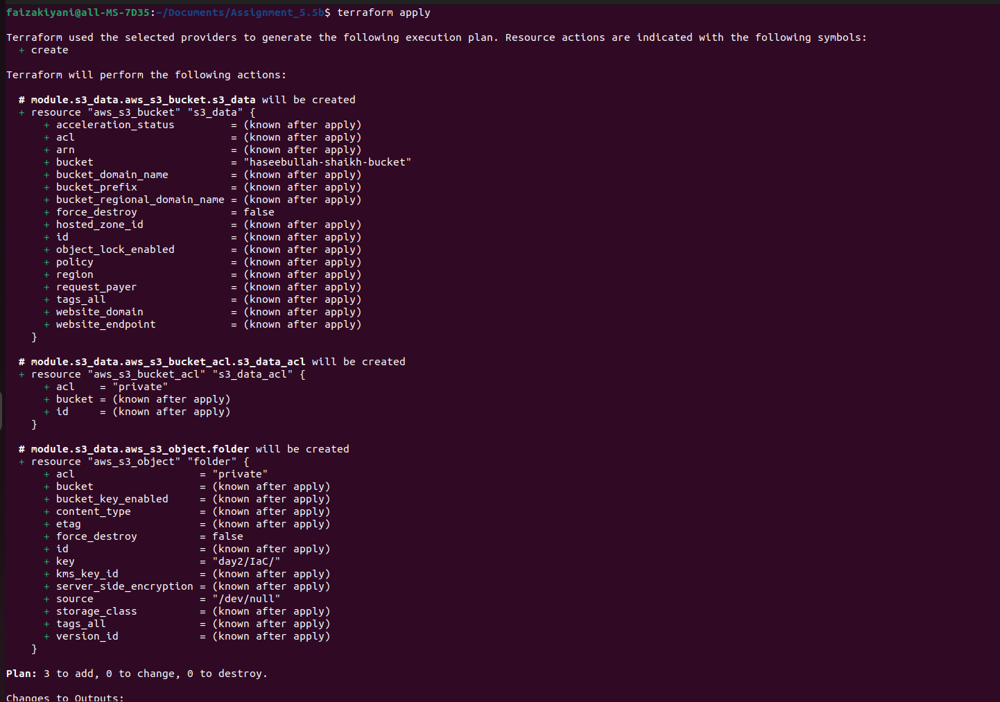 faizakiyani@all-MS-7D35:~/Documents/Assignment_5.5b$ terraform apply
Terraform used the selected providers to generate the following execution plan. Resource actions are indicated with the following symbols:
  + create
Terraform will perform the following actions:
  # module.s3_data.aws_s3_bucket.s3_data will be created
  + resource "aws_s3_bucket" "s3_data" {
      + acceleration_status         = (known after apply)
      + acl                         = (known after apply)
      + arn                         = (known after apply)
      + bucket                      = "haseebullah-shaikh-bucket"
      + bucket_domain_name          = (known after apply)
      + bucket_prefix               = (known after apply)
      + bucket_regional_domain_name = (known after apply)
      + force_destroy               = false
      + hosted_zone_id              = (known after apply)
      + id                          = (known after apply)
      + object_lock_enabled         = (known after apply)
      + policy                      = (known after apply)
      + region                      = (known after apply)
      + request_payer               = (known after apply)
      + tags_all                    = (known after apply)
      + website_domain              = (known after apply)
      + website_endpoint            = (known after apply)
    }
  # module.s3_data.aws_s3_bucket_acl.s3_data_acl will be created
  + resource "aws_s3_bucket_acl" "s3_data_acl" {
      + acl    = "private"
      + bucket = (known after apply)
      + id     = (known after apply)
    }
  # module.s3_data.aws_s3_object.folder will be created
  + resource "aws_s3_object" "folder" {
      + acl                    = "private"
      + bucket                 = (known after apply)
      + bucket_key_enabled     = (known after apply)
      + content_type           = (known after apply)
      + etag                   = (known after apply)
      + force_destroy          = false
      + id                     = (known after apply)
      + key                    = "day2/IaC/"
      + kms_key_id             = (known after apply)
      + server_side_encryption = (known after apply)
      + source                 = "/dev/null"
      + storage_class          = (known after apply)
      + tags_all               = (known after apply)
      + version_id             = (known after apply)
    }
Plan: 3 to add, 0 to change, 0 to destroy.
Changes to Outputs: